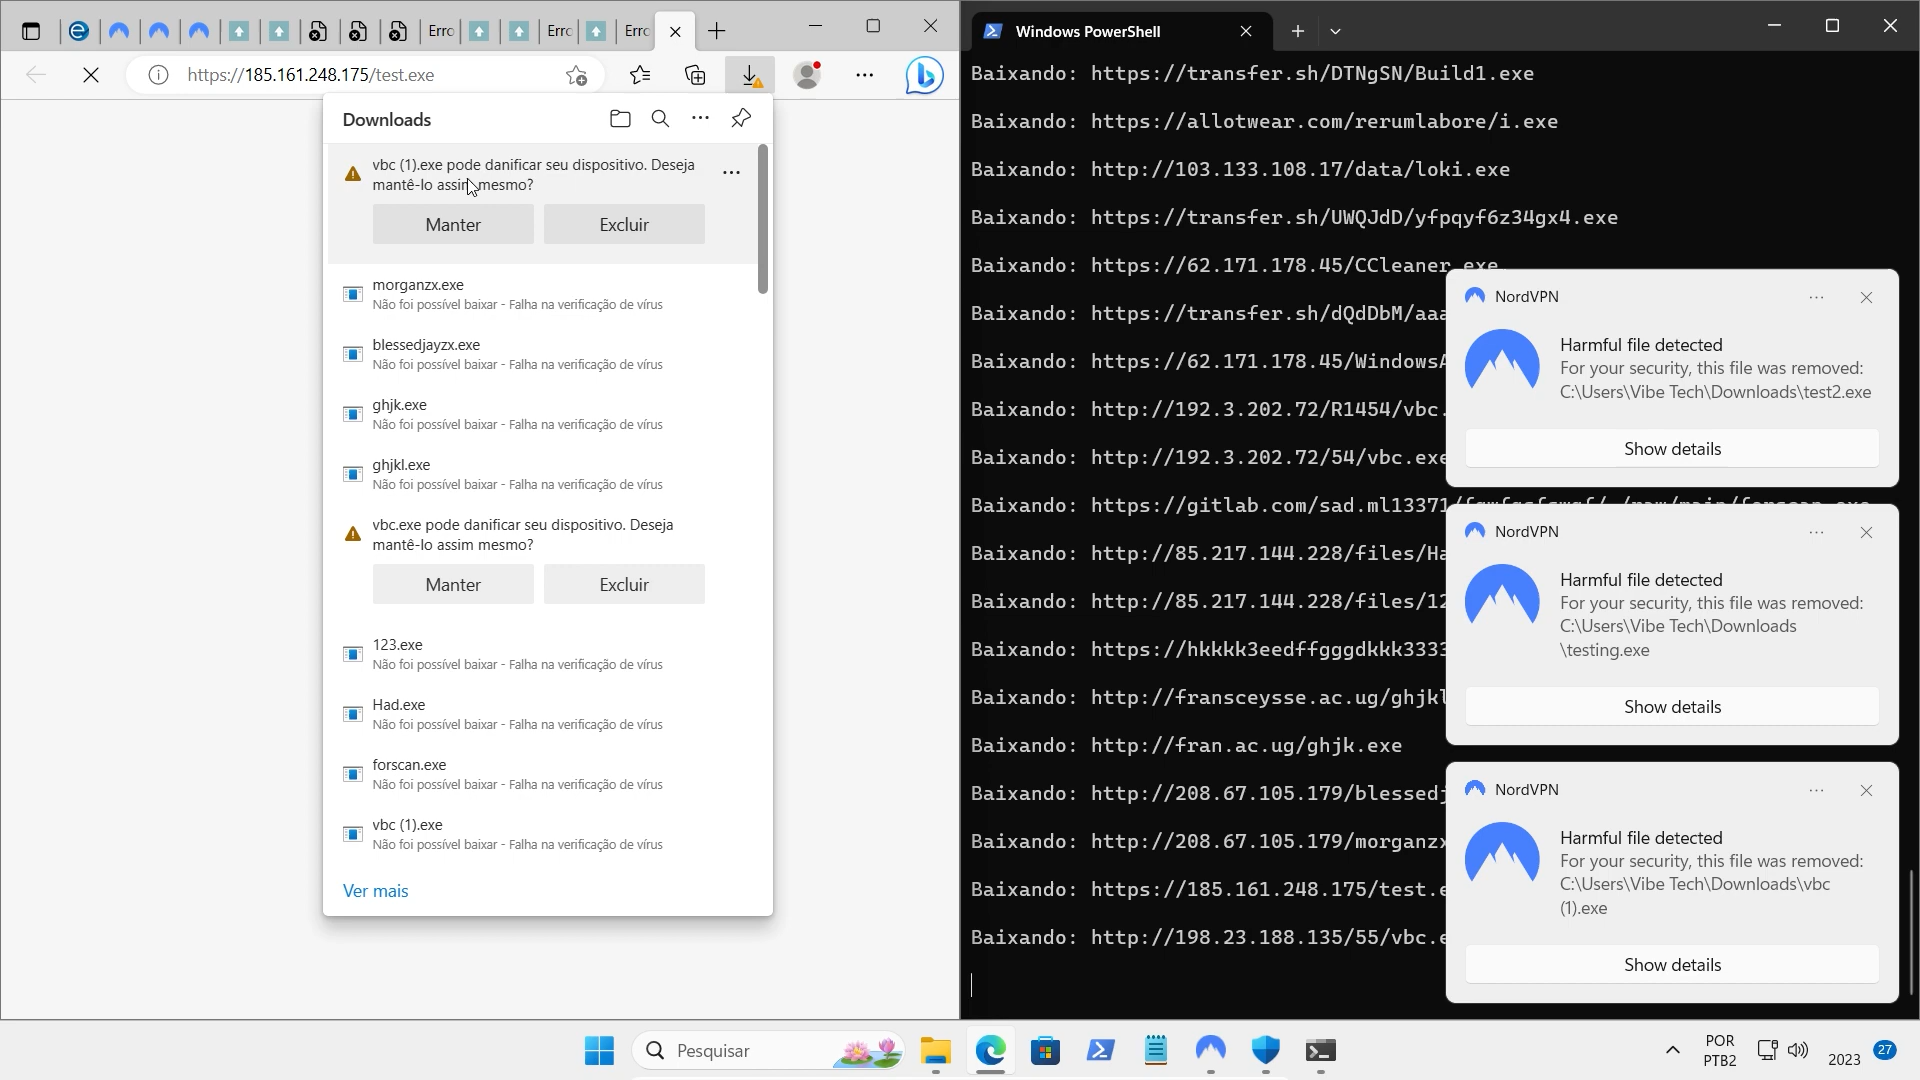 Erro
Erro
Erro
https://185.161.248.175/test.exe
Downloads
vbc (1).exe pode danificar seu dispositivo. Deseja
mantê-lo assim mesmo?
Manter
Excluir
morganzx.exe
Não foi possível baixar - Falha na verificação de vírus
blessedjayzx.exe
Não foi possível baixar - Falha na verificação de vírus
ghjk.exe
Não foi possível baixar - Falha na verificação de vírus
ghjkl.exe
Não foi possível baixar - Falha na verificação de vírus
vbc.exe pode danificar seu dispositivo. Deseja
mantê-lo assim mesmo?
Manter
Excluir
123.exe
Não foi possível baixar - Falha na verificação de vírus
Had.exe
Não foi possível baixar - Falha na verificação de vírus
forscan.exe
Não foi possível baixar - Falha na verificação de vírus
vbc (1).exe
Não foi possível baixar - Falha na verificação de vírus
Ver mais
Windows PowerShell
Baixando: https://transfer.sh/DTNgSN/Build1.exe
Baixando: https://allotwear.com/rerumlabore/i.exe
Baixando: http://103.133.108.17/data/loki.exe
Baixando: https://transfer.sh/UWQJdD/yfpqyf6z34gx4.exe
Baixando: https://62.171.178.45/CCleaner.exe
Baixando: https://transfer.sh/dQdDbM/aaa
Baixando: https://62.171.178.45/WindowsA
Baixando: http://192.3.202.72/R1454/vbc.
Baixando: http://192.3.202.72/54/vbc.exe
Baixando: https://gitlab.com/sad.ml13371/
Baixando: http://85.217.144.228/files/Ha
Baixando: http://85.217.144.228/files/12
Baixando: https://hkkkk3eedffgggdkkk3333
Baixando: http://fransceysse.ac.ug/ghjkl
Baixando: http://fran.ac.ug/ghjk.exe
Baixando: http://208.67.105.179/blessedj
Baixando: http://208.67.105.179/morganzx
Baixando: https://185.161.248.175/test.e
Baixando: http://198.23.188.135/55/vbc.e
NordVPN
Harmful file detected
For your security, this file was removed:
C:\Users\Vibe Tech\Downloads\test2.exe
Show details
NordVPN
Harmful file detected
For your security, this file was removed:
C:\Users\Vibe Tech\Downloads
\testing.exe
Show details
NordVPN
Harmful file detected
For your security, this file was removed:
C:\Users\Vibe Tech\Downloads\vbc
(1).exe
Show details
Pesquisar
POR
PTB2
2023
27